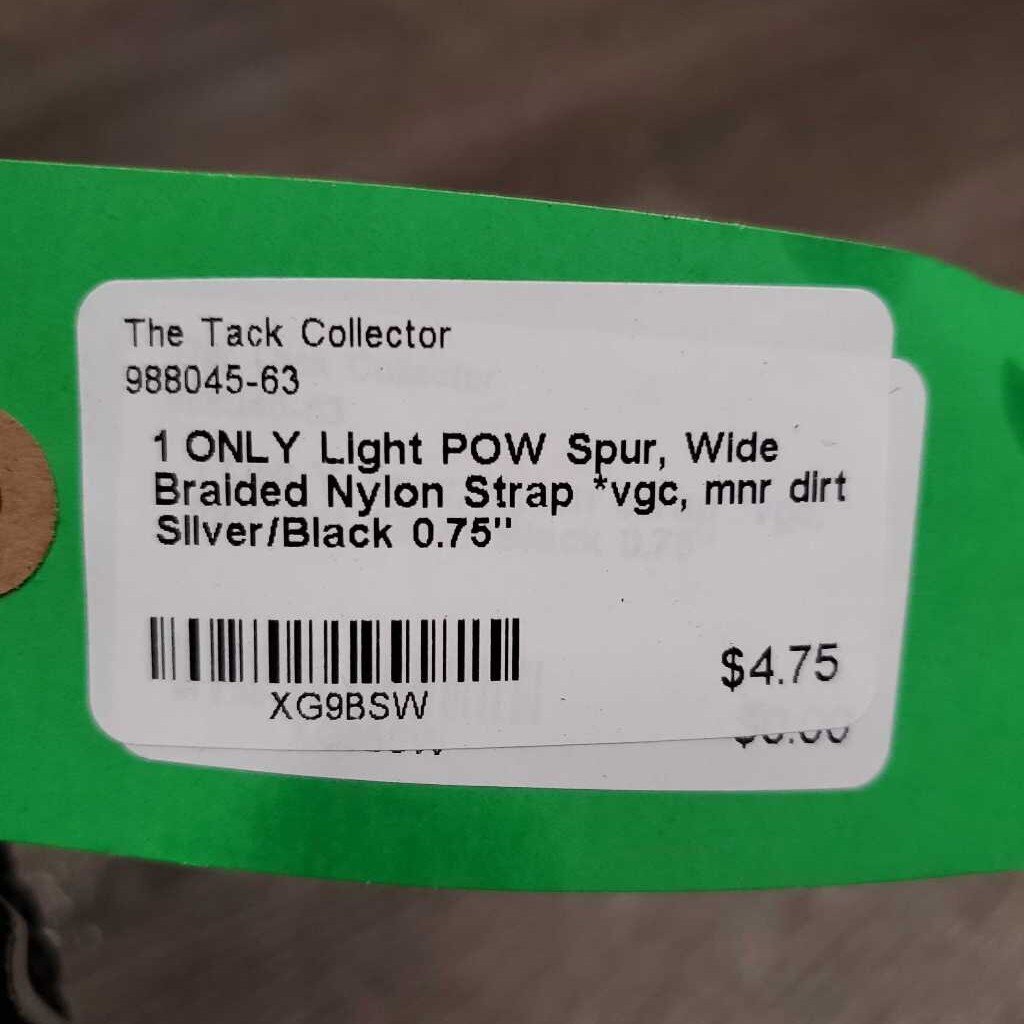 The Tack Collector
988045-63
1 ONLY Light POW Spur, Wide
Braided Nylon Strap *vgc, mnr dirt
Silver/Black 0.75"
XG9BSW
$4.75